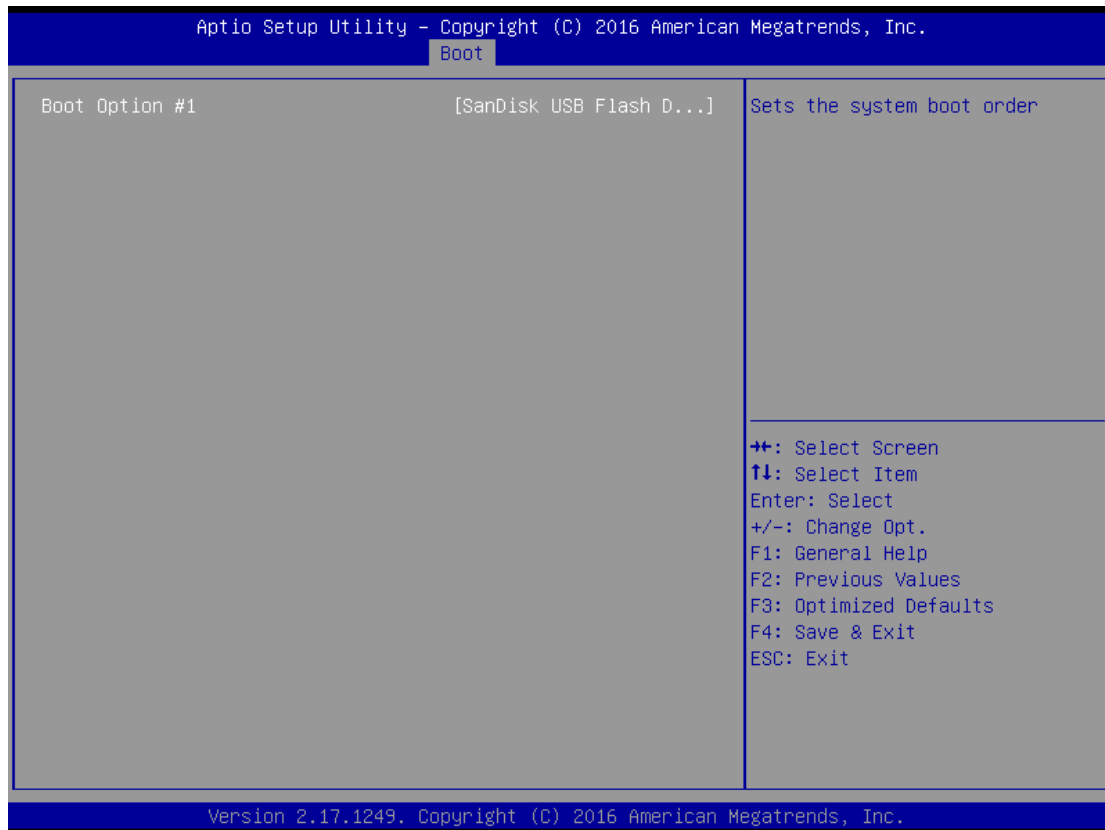 Aptio Setup Utility – Copyright (C) 2016 American Megatrends, Inc.
Boot
Boot Option #1 [SanDisk USB Flash D...]
Sets the system boot order
→←: Select Screen
↑↓: Select Item
Enter: Select
+/-: Change Opt.
F1: General Help
F2: Previous Values
F3: Optimized Defaults
F4: Save & Exit
ESC: Exit
Version 2.17.1249. Copyright (C) 2016 American Megatrends, Inc.